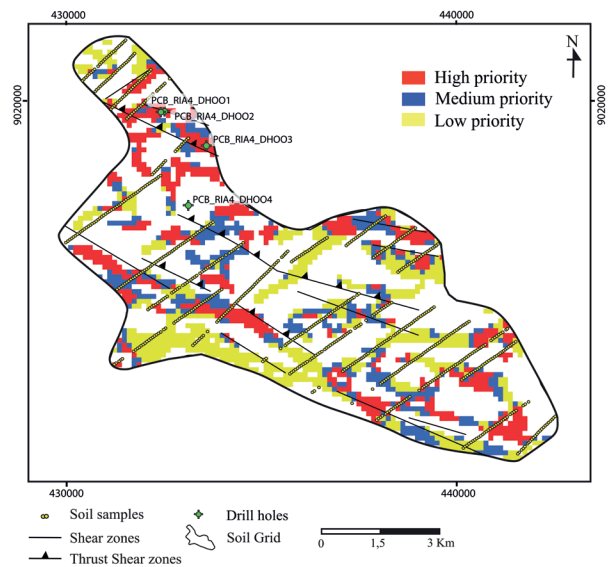 430000
440000
N
High priority
Medium priority
Low priority
9020000
9020000
PCB_RIA4_DHOO1
PCB_RIA4_DHOO2
PCB_RIA4_DHOO3
PCB_RIA4_DHOO4
430000
440000
Soil samples
Drill holes
Shear zones
Soil Grid
0
1,5
3 Km
Thrust Shear zones